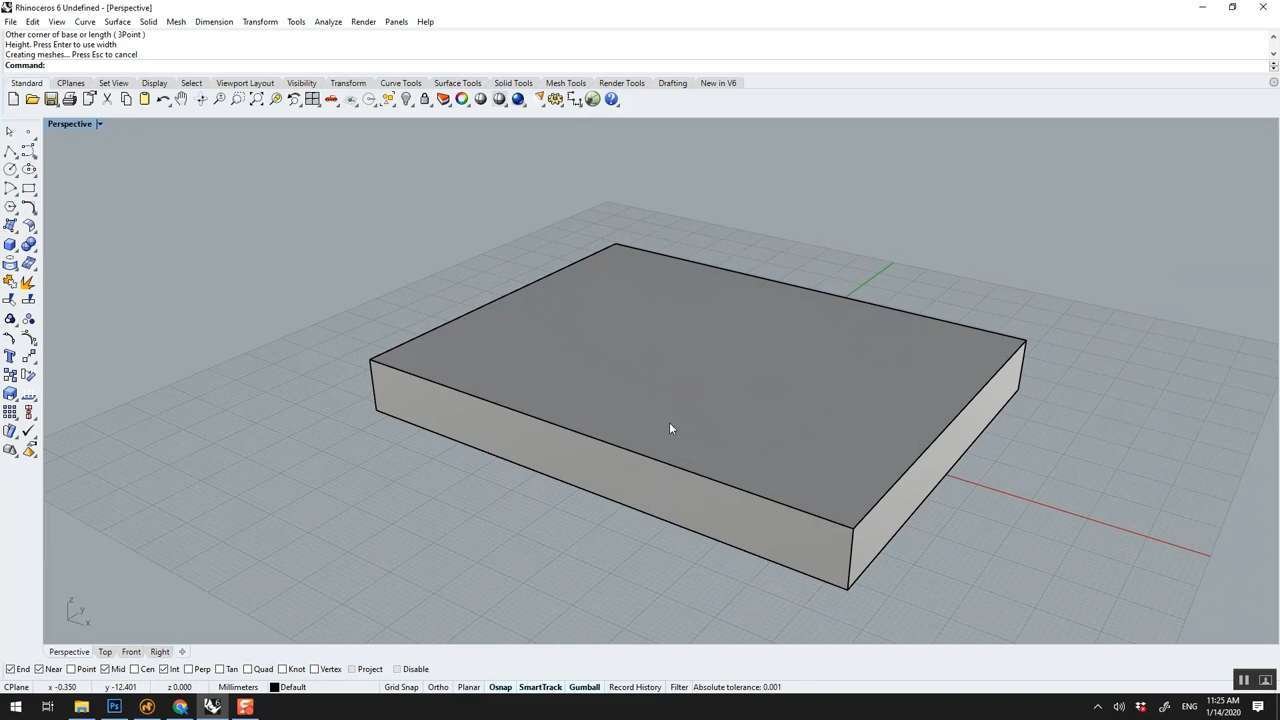 Rhinoceros 6 Undefined - [Perspective]
File Edit View Curve Surface Solid Mesh Dimension Transform Tools Analyze Render Panels Help
Other corner of base or length ( 3Point )
Height. Press Enter to use width
Creating meshes... Press Esc to cancel
Command:
Standard CPlanes Set View Display Select Viewport Layout Visibility Transform Curve Tools Surface Tools Solid Tools Mesh Tools Render Tools Drafting New in V6
Perspective
z
y
x
Perspective Top Front Right
End Near Point Mid Cen Int Perp Tan Quad Knot Vertex Project Disable
CPlane x -0.350 y -12.401 z 0.000 Millimeters Default Grid Snap Ortho Planar Osnap SmartTrack Gumball Record History Filter Absolute tolerance: 0.001
Ps ENG 11:25 AM
1/14/2020